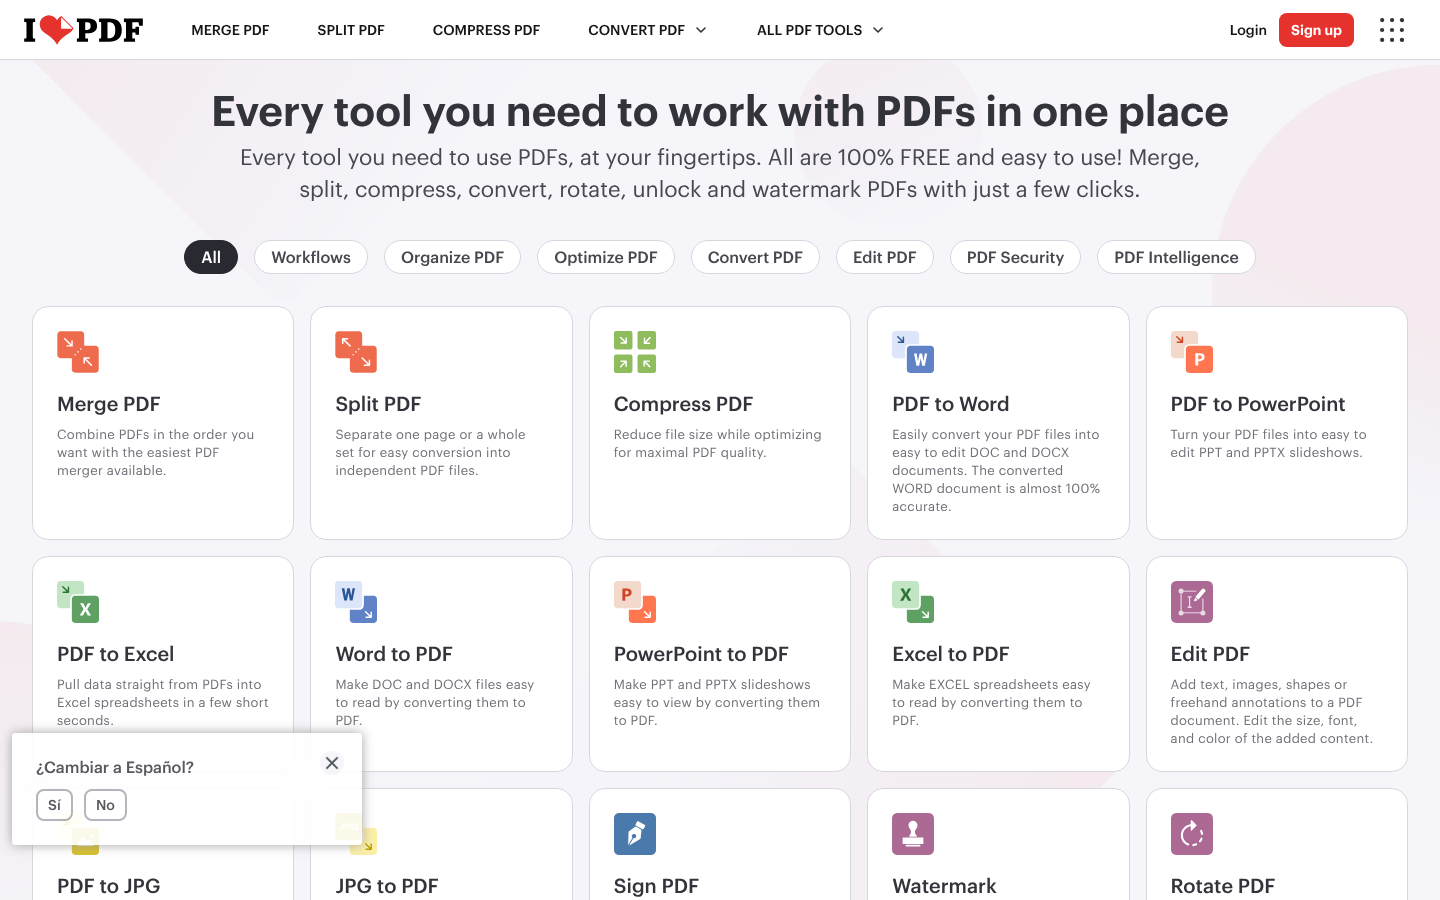 I PDF
MERGE PDF
SPLIT PDF
COMPRESS PDF
CONVERT PDF
ALL PDF TOOLS
Login
Sign up
Every tool you need to work with PDFs in one place
Every tool you need to use PDFs, at your fingertips. All are 100% FREE and easy to use! Merge,
split, compress, convert, rotate, unlock and watermark PDFs with just a few clicks.
All
Workflows
Organize PDF
Optimize PDF
Convert PDF
Edit PDF
PDF Security
PDF Intelligence
Merge PDF
Combine PDFs in the order you
want with the easiest PDF
merger available.
Split PDF
Separate one page or a whole
set for easy conversion into
independent PDF files.
Compress PDF
Reduce file size while optimizing
for maximal PDF quality.
W
PDF to Word
Easily convert your PDF files into
easy to edit DOC and DOCX
documents. The converted
WORD document is almost 100%
accurate.
P
PDF to PowerPoint
Turn your PDF files into easy to
edit PPT and PPTX slideshows.
X
PDF to Excel
Pull data straight from PDFs into
Excel spreadsheets in a few short
seconds.
W
Word to PDF
Make DOC and DOCX files easy
to read by converting them to
PDF.
P
PowerPoint to PDF
Make PPT and PPTX slideshows
easy to view by converting them
to PDF.
X
Excel to PDF
Make EXCEL spreadsheets easy
to read by converting them to
PDF.
Edit PDF
Add text, images, shapes or
freehand annotations to a PDF
document. Edit the size, font,
and color of the added content.
¿Cambiar a Español?
Sí
No
PDF to JPG
JPG to PDF
Sign PDF
Watermark
Rotate PDF